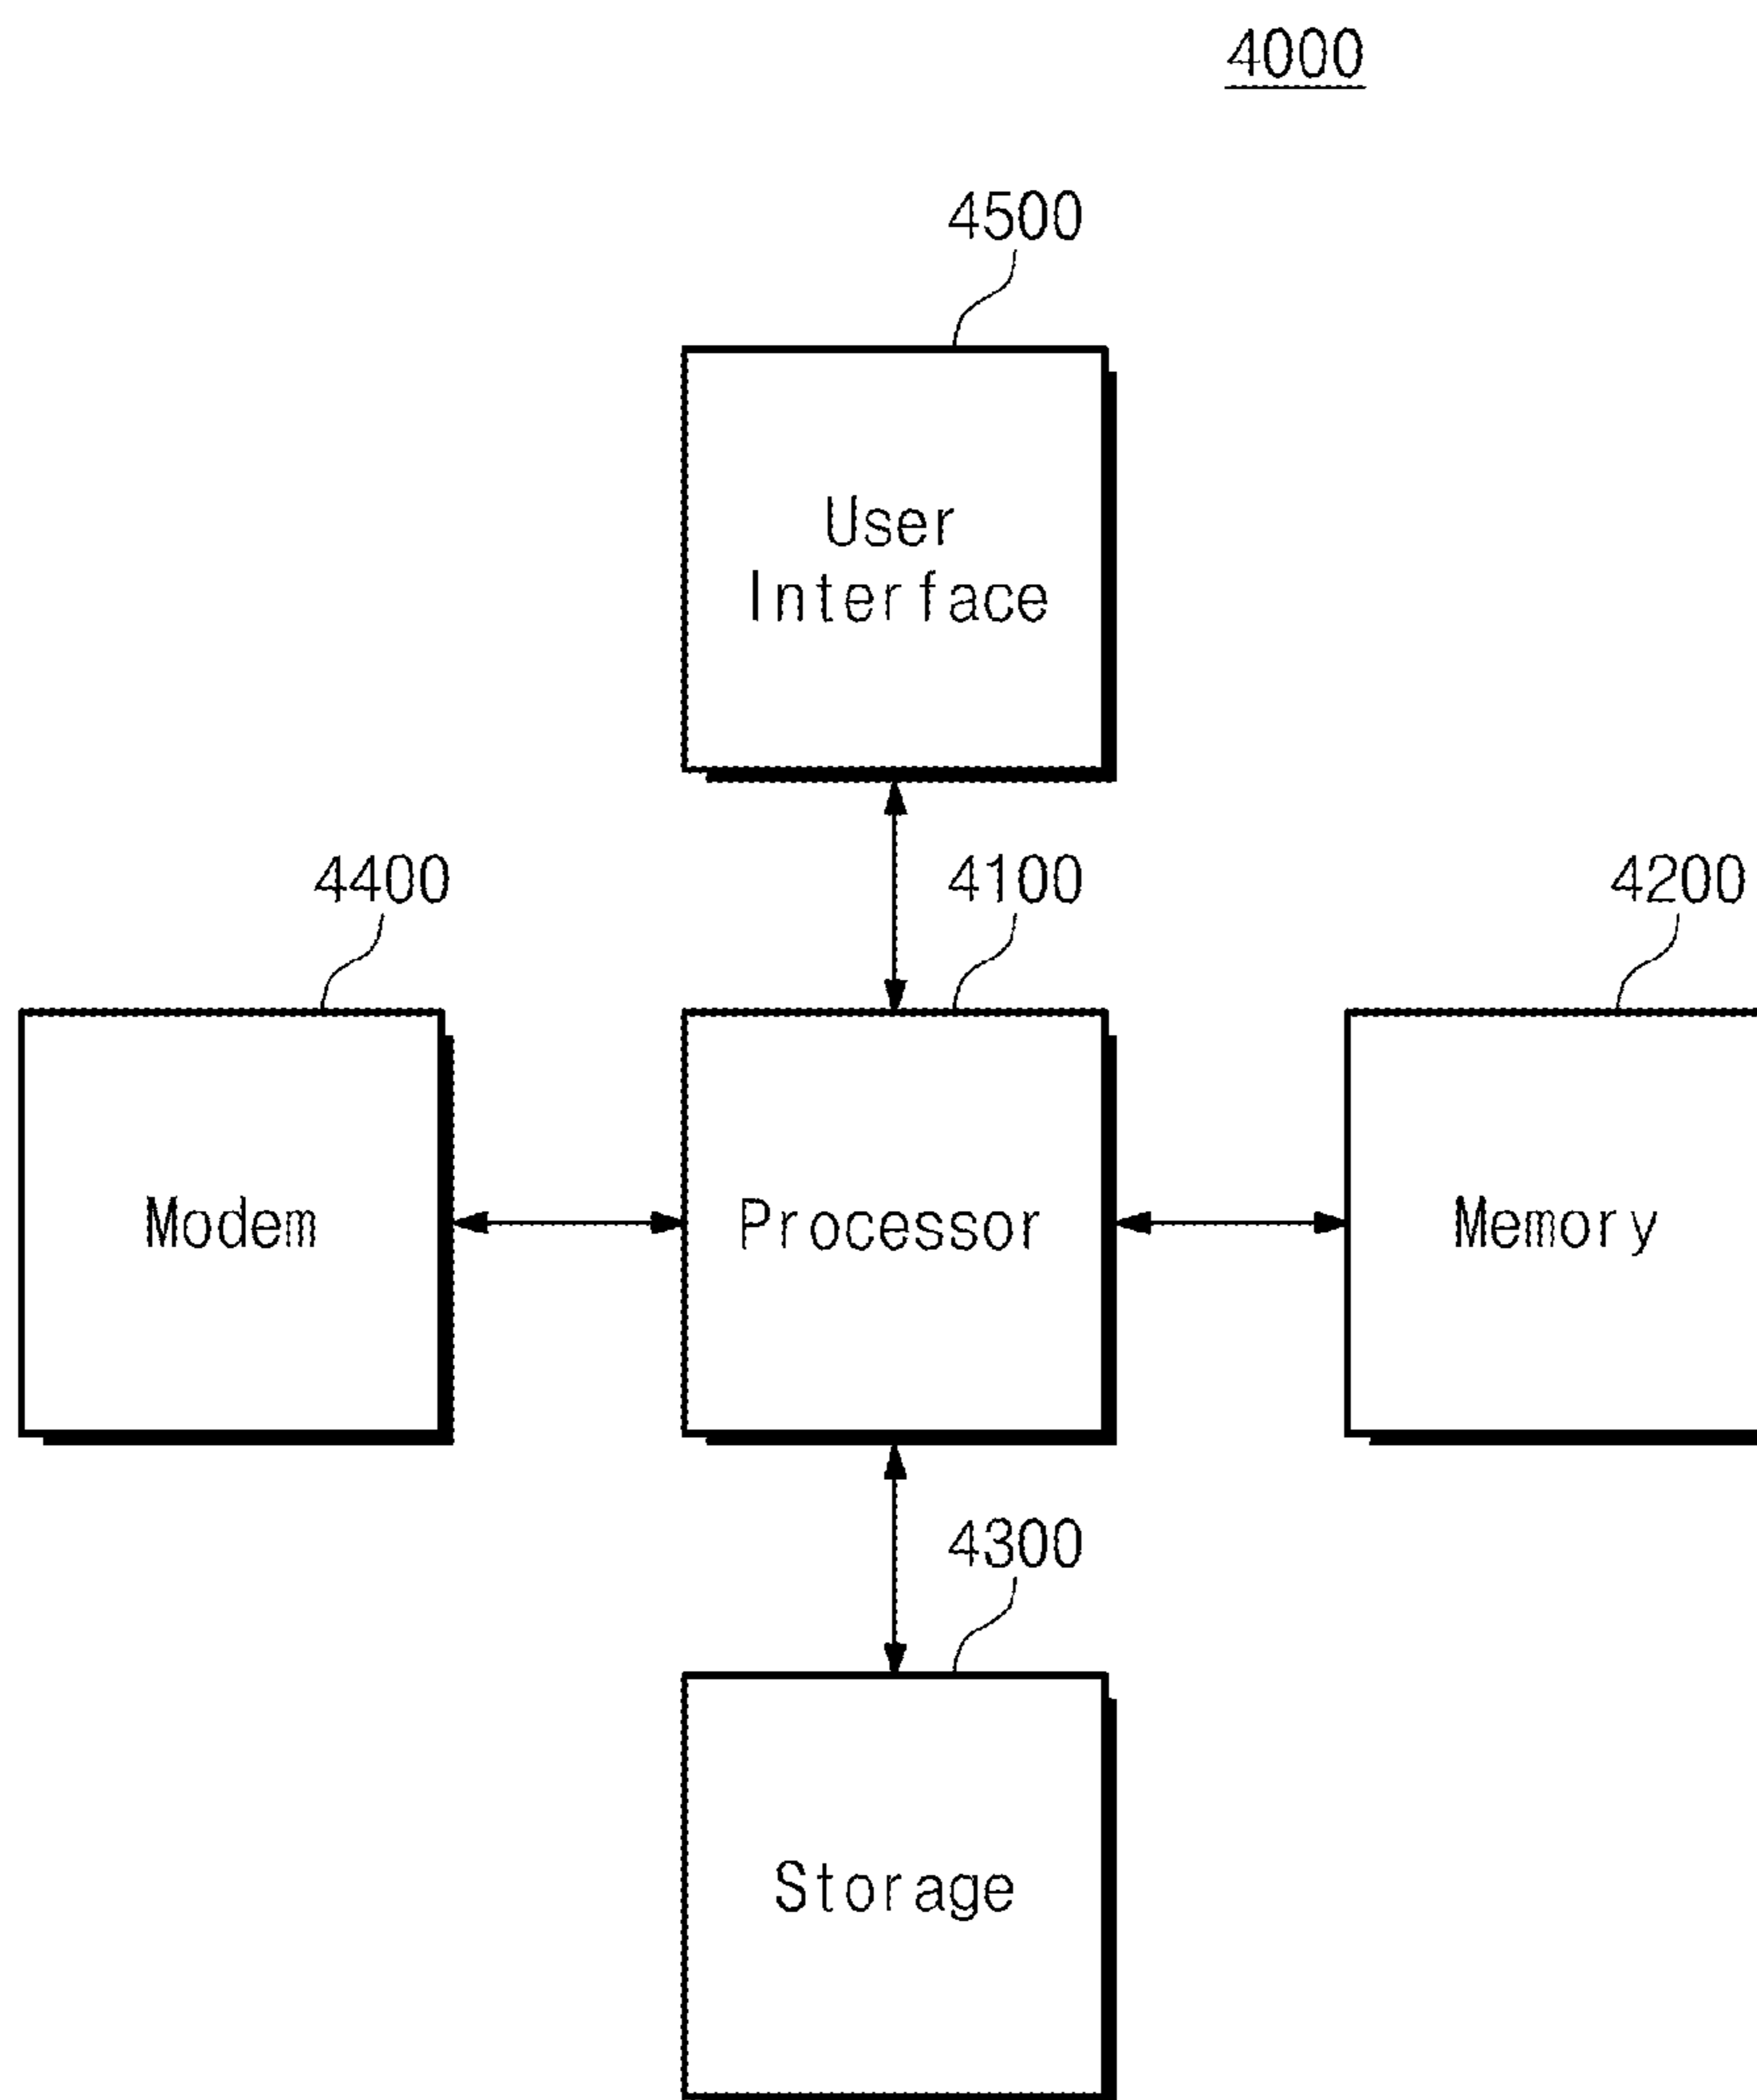 4000
4500
User
Interface
4400
4100
4200
Modem
Processor
Memory
4300
Storage